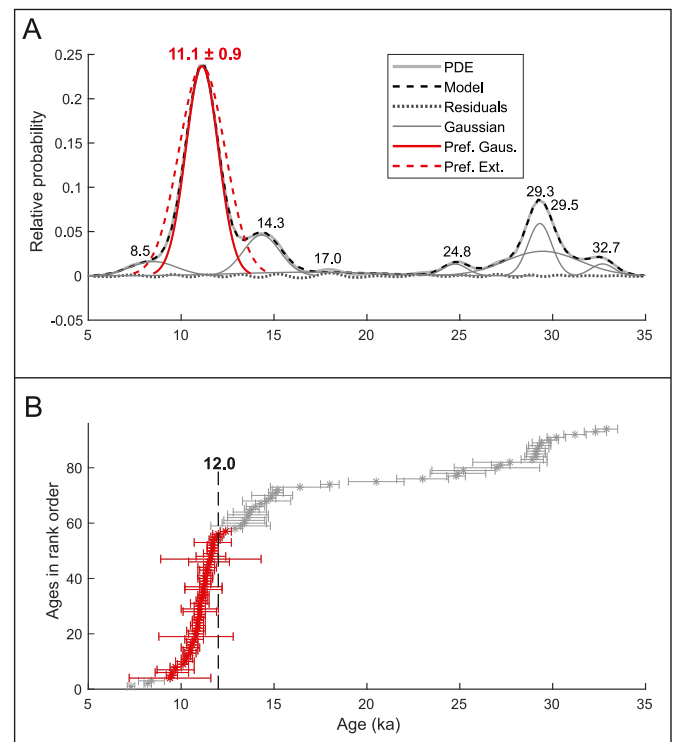 A
11.1 ± 0.9
0.25
0.2
0.15
0.1
0.05
0
-0.05
Relative probability
PDE
Model
Residuals
Gaussian
Pref. Gaus.
Pref. Ext.
8.5
14.3
17.0
24.8
29.3
29.5
32.7
5 10 15 20 25 30 35
B
12.0
80
60
40
20
0
Ages in rank order
5 10 15 20 25 30 35
Age (ka)